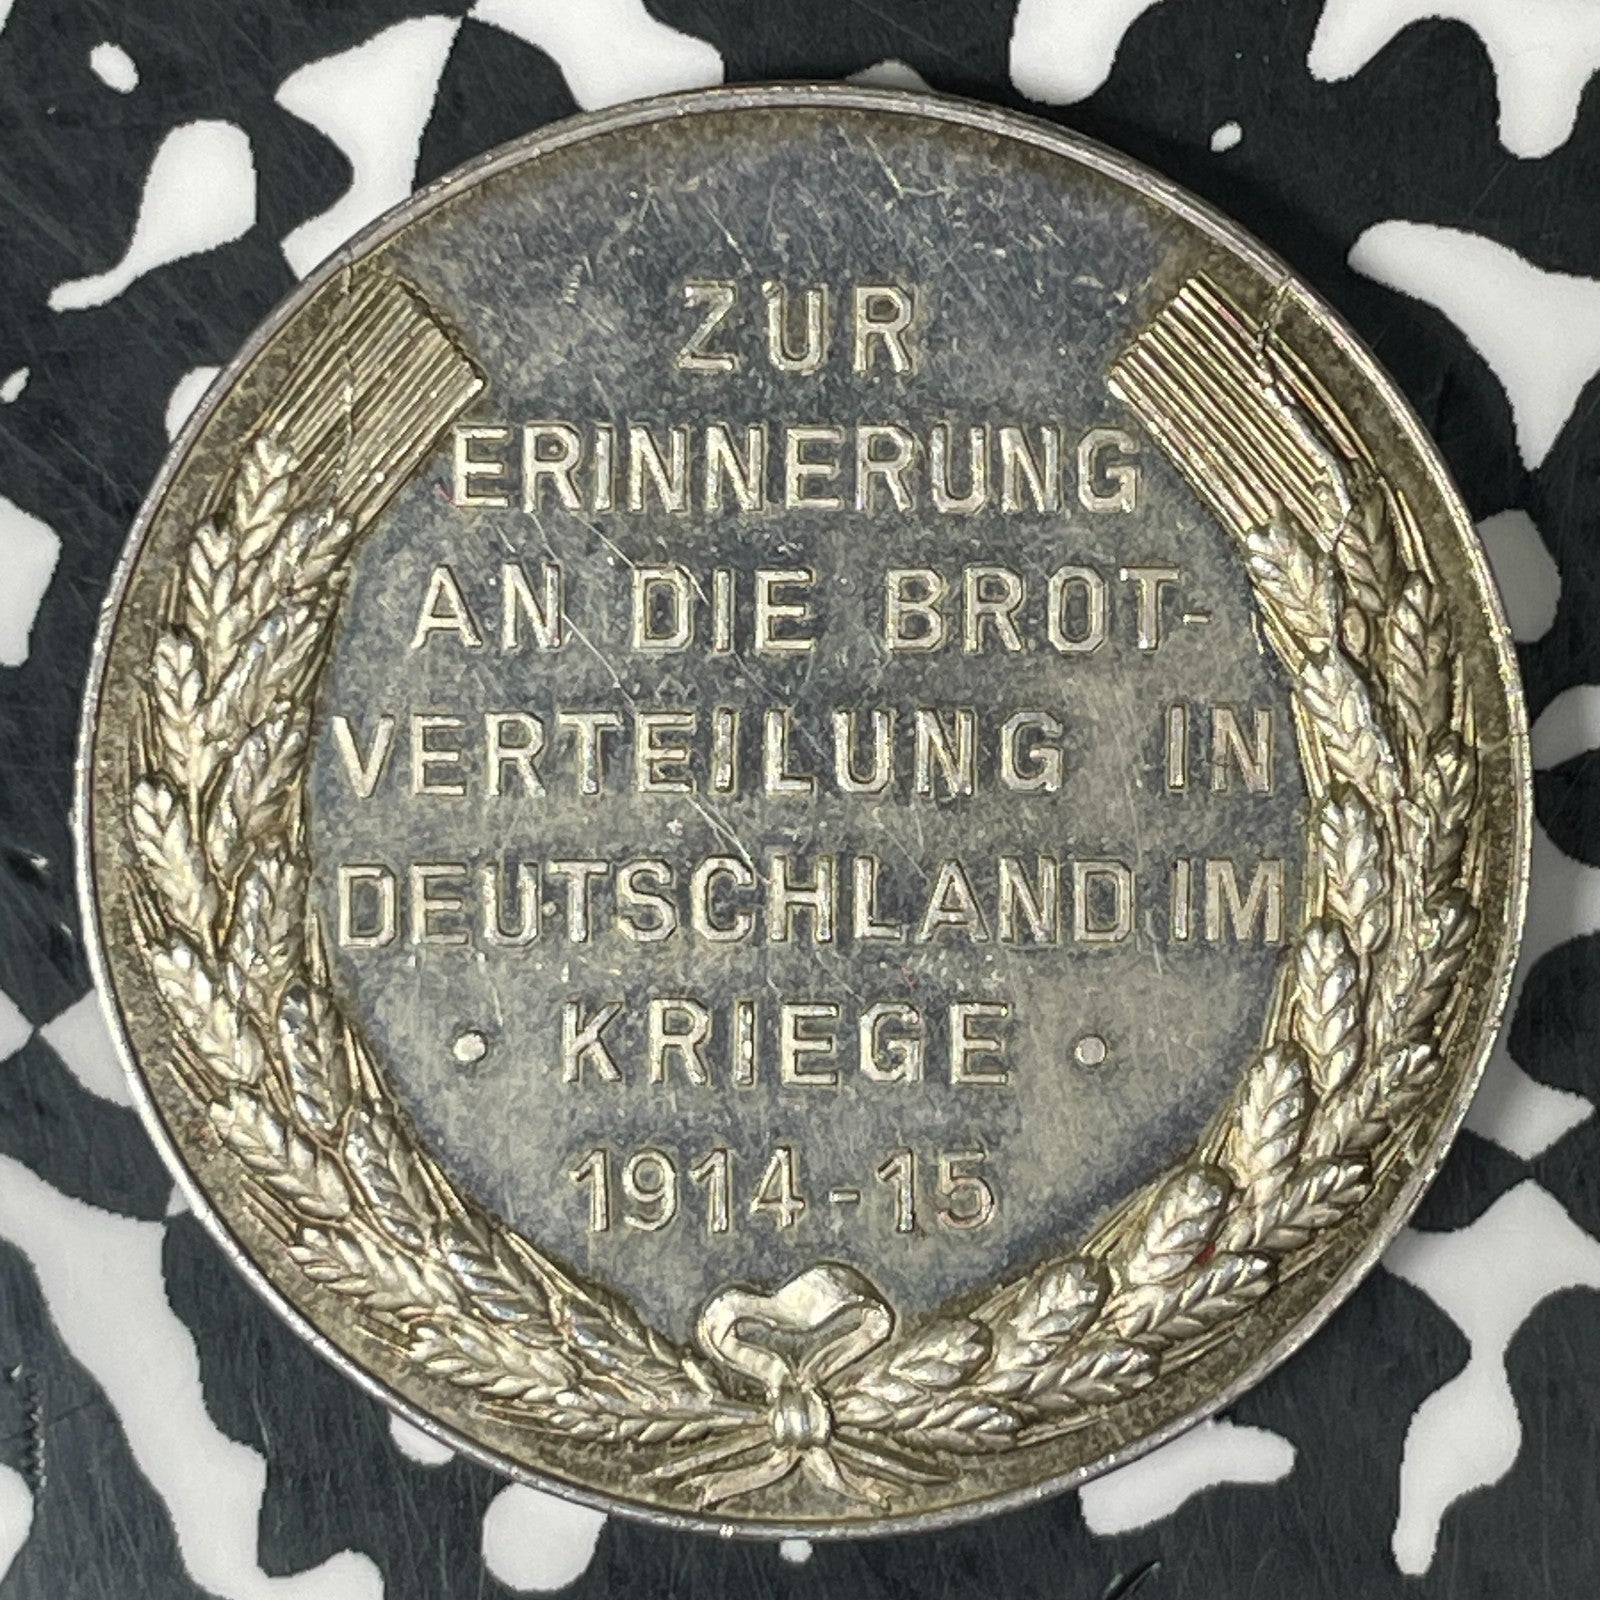 ZUR
ERINNERUNG
AN DIE BROT-
VERTEILUNG IN
DEUTSCHLAND IM
· KRIEGE ·
1914-15